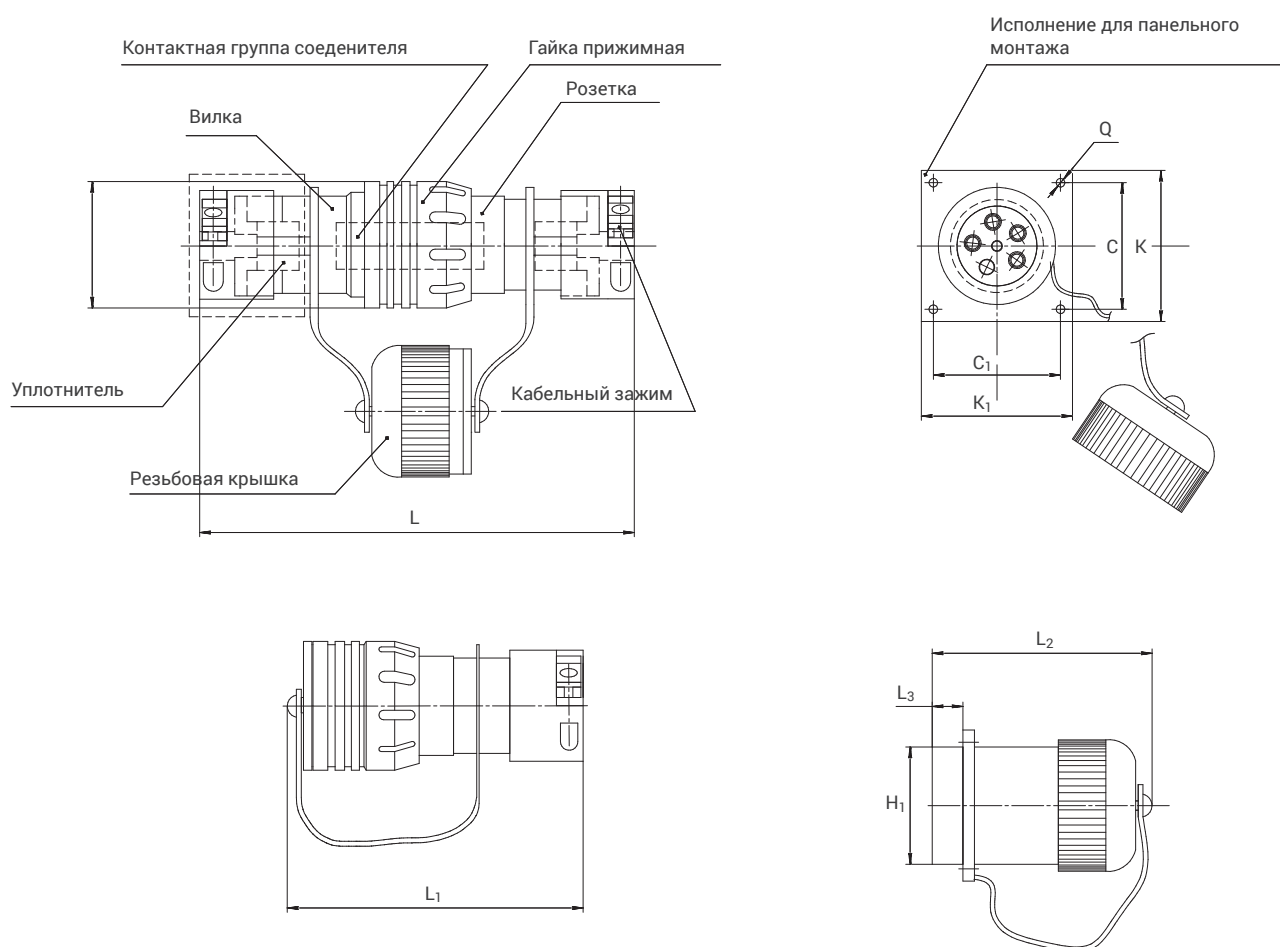 Контактная группа соеденителя
Гайка прижимная
Исполнение для панельного
монтажа
Розетка
Вилка
Q
C
K
C₁
K₁
Уплотнитель
Кабельный зажим
Резьбовая крышка
L
L₂
L₃
H₁
L₁